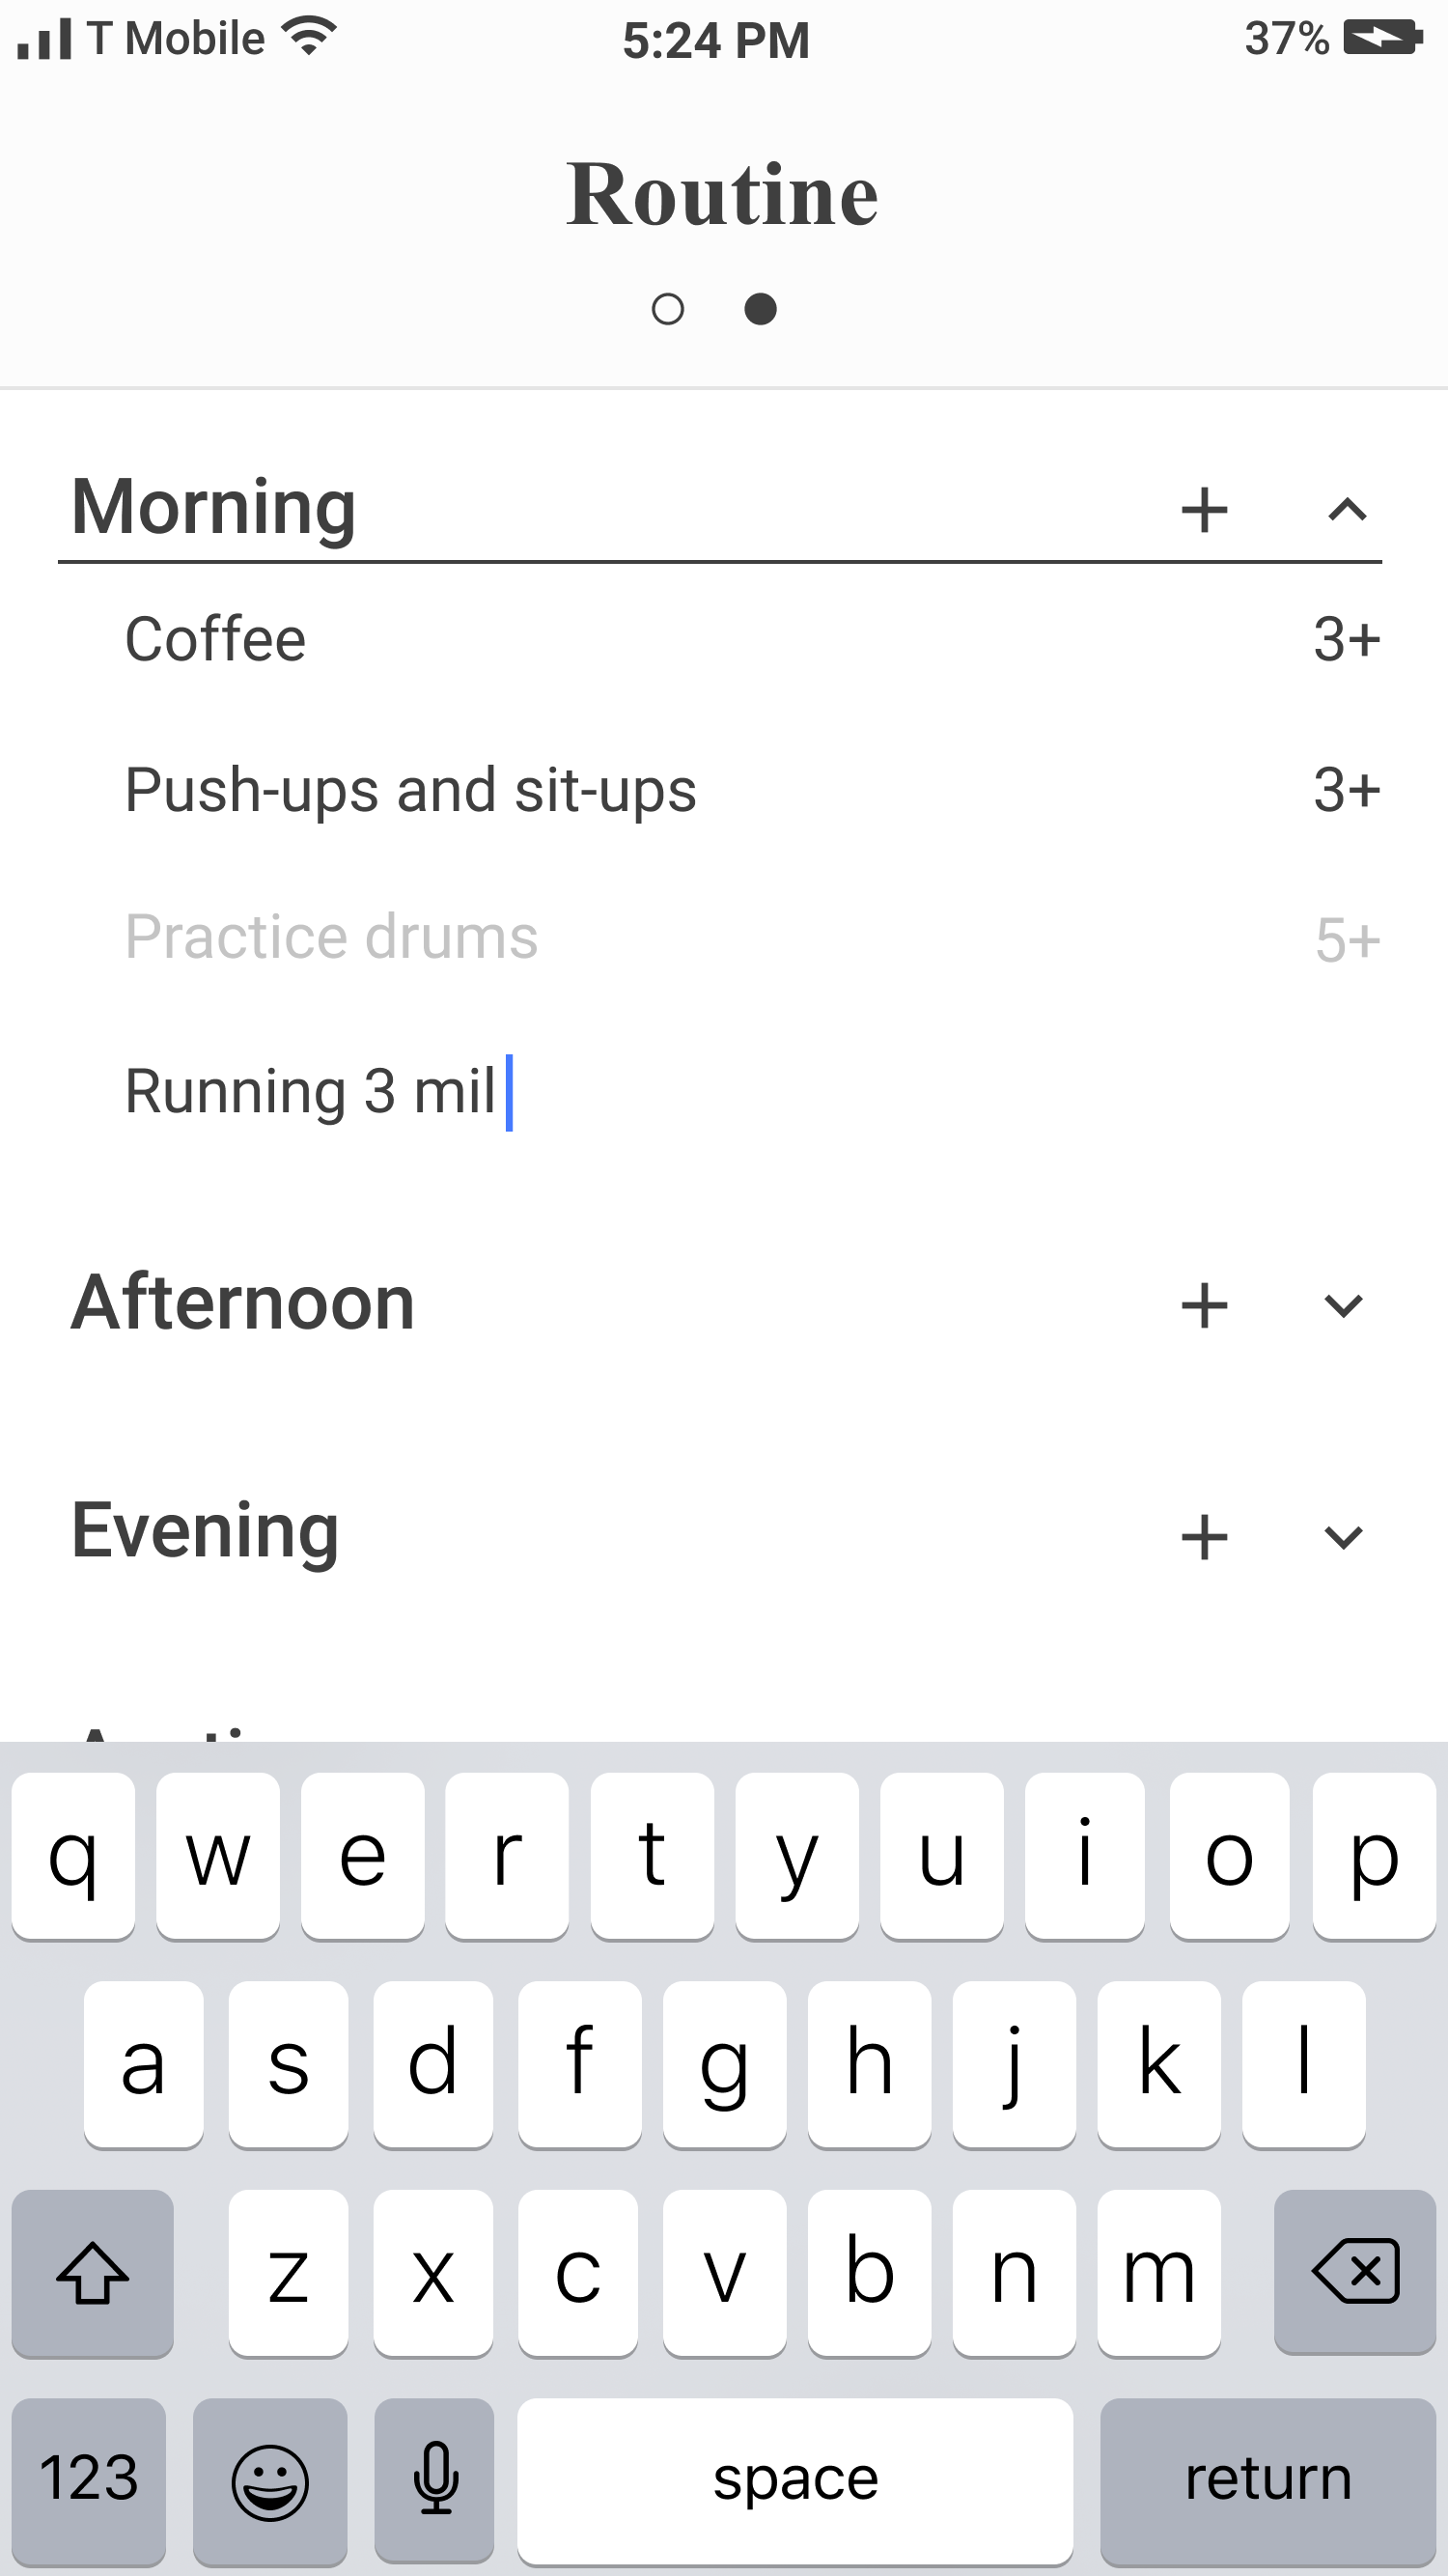 T Mobile 5:24 PM 37%
Routine
Morning
Coffee 3+
Push-ups and sit-ups 3+
Practice drums 5+
Running 3 mil
Afternoon
Evening
q w e r t y u i o p
a s d f g h j k l
z x c v b n m
123 space return